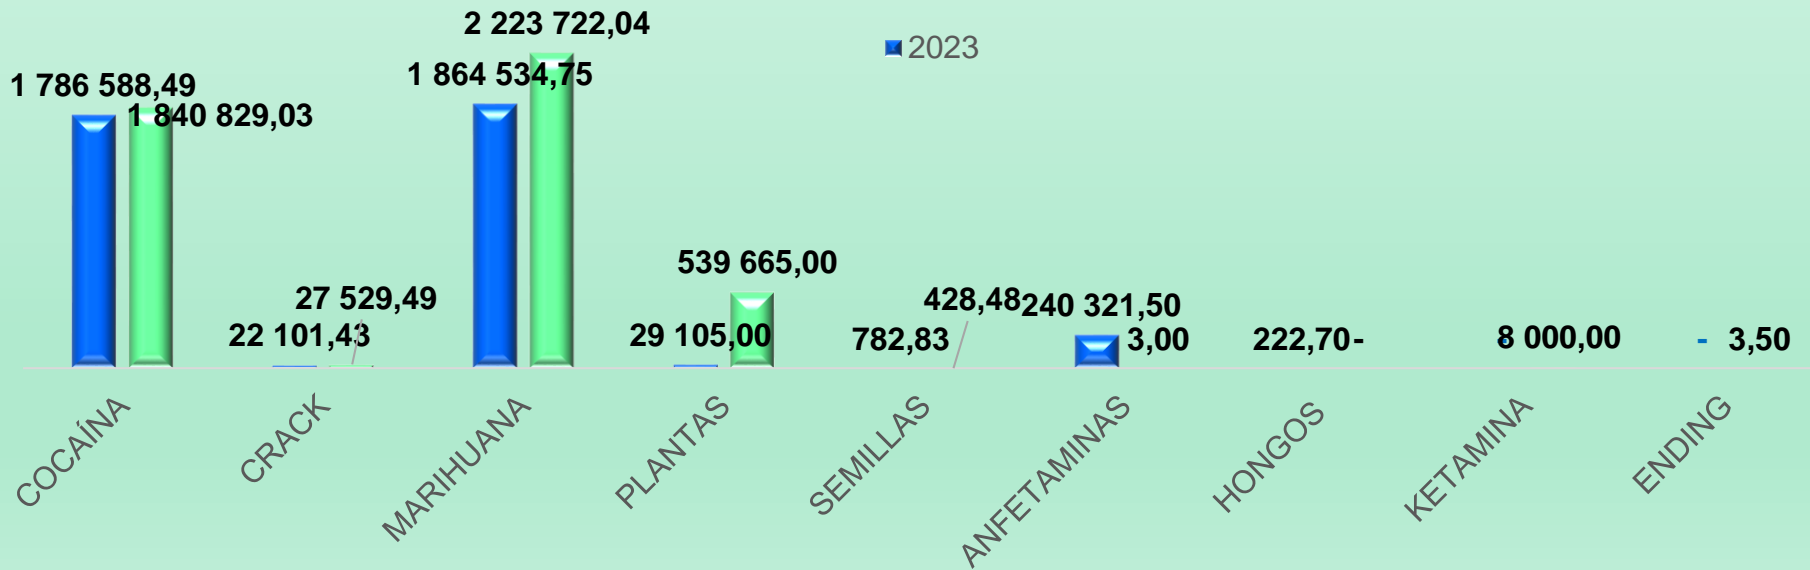 2023
1 786 588,49
1 840 829,03
22 101,43
27 529,49
1 864 534,75
2 223 722,04
29 105,00
539 665,00
782,83
428,48
240 321,50
3,00
222,70
-
-
8 000,00
-
3,50
COCAÍNA
CRACK
MARIHUANA
PLANTAS
SEMILLAS
ANFETAMINAS
HONGOS
KETAMINA
ENDING